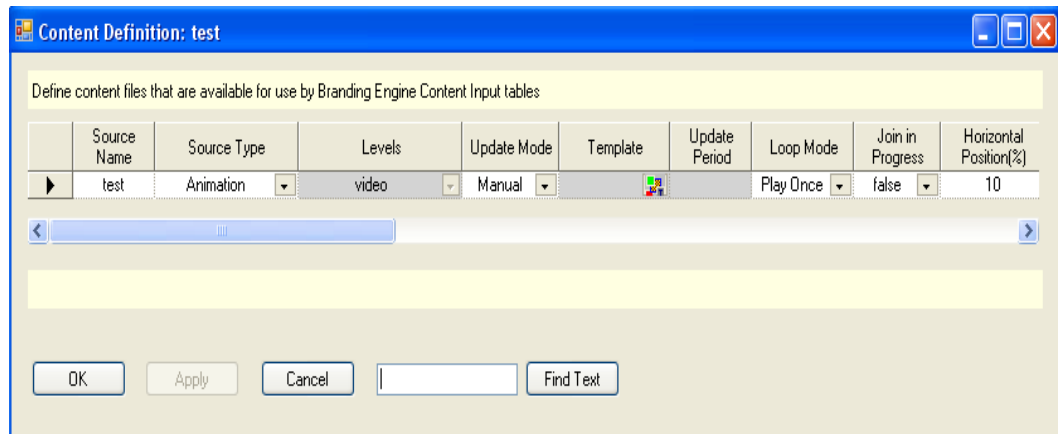 Content Definition: test
Define content files that are available for use by Branding Engine Content Input tables
Source Name Source Type Levels Update Mode Template Update Period Loop Mode Join in Progress Horizontal Position(%)
test Animation video Manual Play Once false 10
OK Apply Cancel Find Text